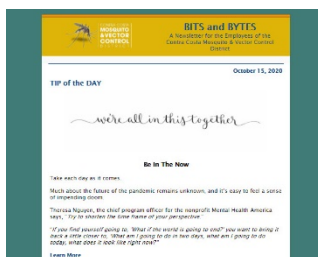 CONTRA COSTA
MOSQUITO
& VECTOR
CONTROL
DISTRICT
BITS and BYTES
A Newsletter for the Employees of the
Contra Costa Mosquito & Vector Control
District
October 15, 2020
TIP of the DAY
we're all in this together
Be In The Now
Take each day as it comes.
Much about the future of the pandemic remains unknown, and it's easy to feel a sense
of impending doom.
Theresa Nguyen, the chief program officer for the nonprofit Mental Health America
says, "Try to shorten the time frame of your perspective."
"If you find yourself going to, 'What if the world is going to end?' you want to bring it
back a little closer to, 'What am I going to do in two days, what am I going to do
today, what does it look like right now?'"
Learn More